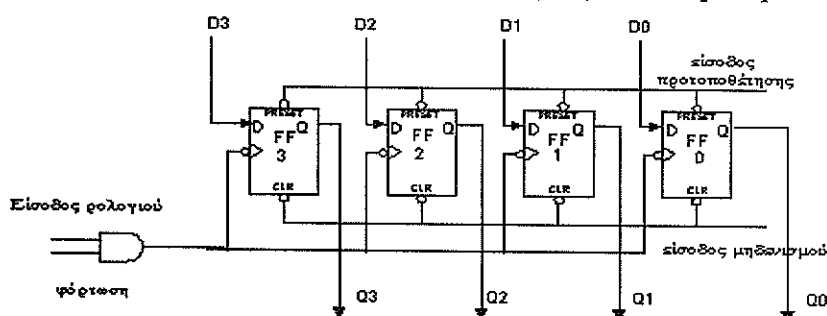 D3 D2 D1 D0
είσοδος
προτοποθέτησης
PRESET PRESET PRESET PRESET
D Q D Q D Q D Q
FF FF FF FF
3 2 1 0
CLR CLR CLR CLR
Είσοδος ρολογιού
είσοδος μηδενισμού
φόρτωση
Q3 Q2 Q1 Q0